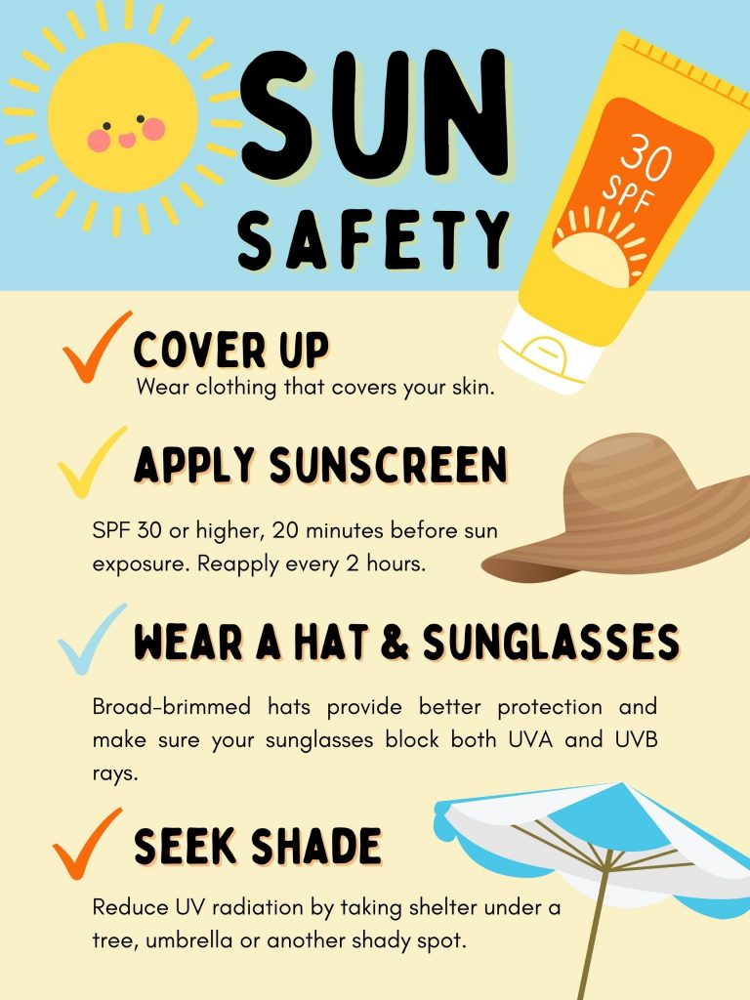 SUN
SAFETY
30
SPF
COVER UP
Wear clothing that covers your skin.
APPLY SUNSCREEN
SPF 30 or higher, 20 minutes before sun
exposure. Reapply every 2 hours.
WEAR A HAT & SUNGLASSES
Broad-brimmed hats provide better protection and
make sure your sunglasses block both UVA and UVB
rays.
SEEK SHADE
Reduce UV radiation by taking shelter under a
tree, umbrella or another shady spot.